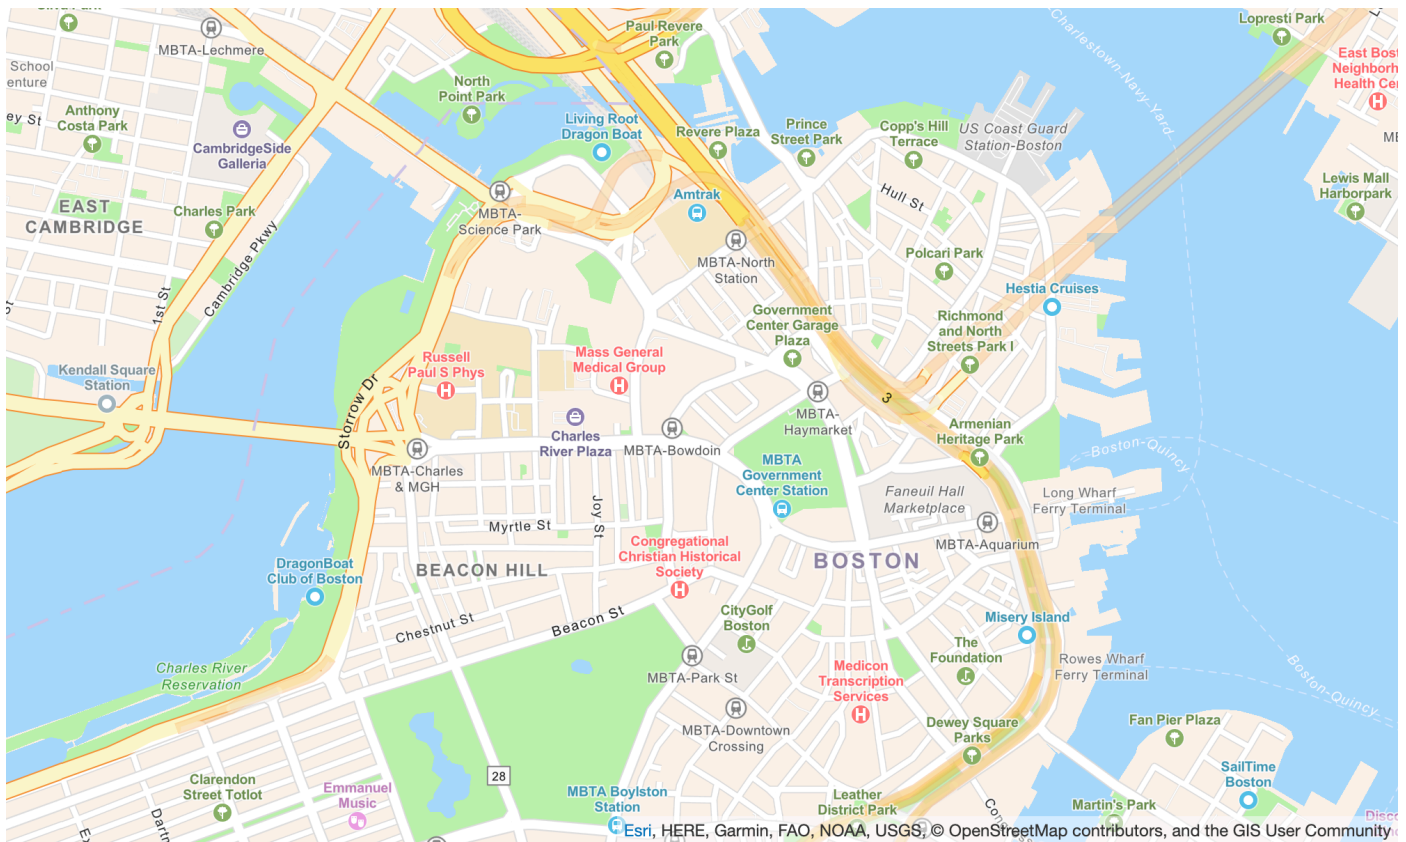 MBTA-Lechmere
Paul Revere
Park
Lopresti Park
Charlestown-Navy-Yard
School
East Bos
Neighborh
Health Cen
North
Point Park
Anthony
Costa Park
ey St
Living Root
Dragon Boat
Revere Plaza
Prince
Street Park
Copp's Hill
Terrace
US Coast Guard
Station-Boston
CambridgeSide
Galleria
Lewis Mall
Harborpark
EAST
CAMBRIDGE
Charles Park
MBTA-
Science Park
Amtrak
Hull St
Cambridge Pkwy
1st St
MBTA-North
Station
Polcari Park
Hestia Cruises
Government
Center Garage
Plaza
Richmond
and North
Streets Park I
Kendall Square
Station
Russell
Paul S Phys
Mass General
Medical Group
Storrow Dr
3
MBTA-
Haymarket
Charles
River Plaza
MBTA-Bowdoin
Armenian
Heritage Park
Boston-Quincy
MBTA-Charles
& MGH
MBTA
Government
Center Station
Faneuil Hall
Marketplace
Long Wharf
Ferry Terminal
Joy St
Myrtle St
MBTA-Aquarium
BOSTON
DragonBoat
Club of Boston
BEACON HILL
Congregational
Christian Historical
Society
Chestnut St
Beacon St
CityGolf
Boston
Misery Island
The
Foundation
Rowes Wharf
Ferry Terminal
Charles River
Reservation
MBTA-Park St
Medicon
Transcription
Services
Boston-Quincy
MBTA-Downtown
Crossing
Dewey Square
Parks
Fan Pier Plaza
28
SailTime
Boston
Clarendon
Street Totlot
Emmanuel
Music
MBTA Boylston
Station
Leather
District Park
Martin's Park
Esri, HERE, Garmin, FAO, NOAA, USGS, © OpenStreetMap contributors, and the GIS User Community